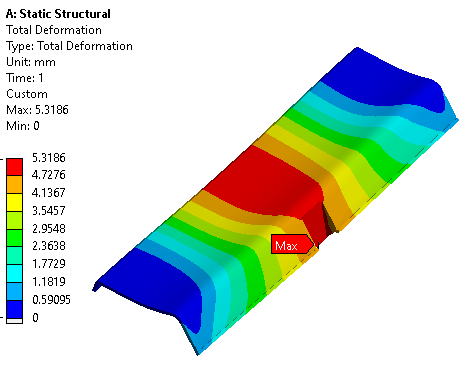 A: Static Structural
Total Deformation
Type: Total Deformation
Unit: mm
Time: 1
Custom
Max: 5.3186
Min: 0
5.3186
4.7276
4.1367
3.5457
2.9548
2.3638
1.7729
1.1819
0.59095
0
Max